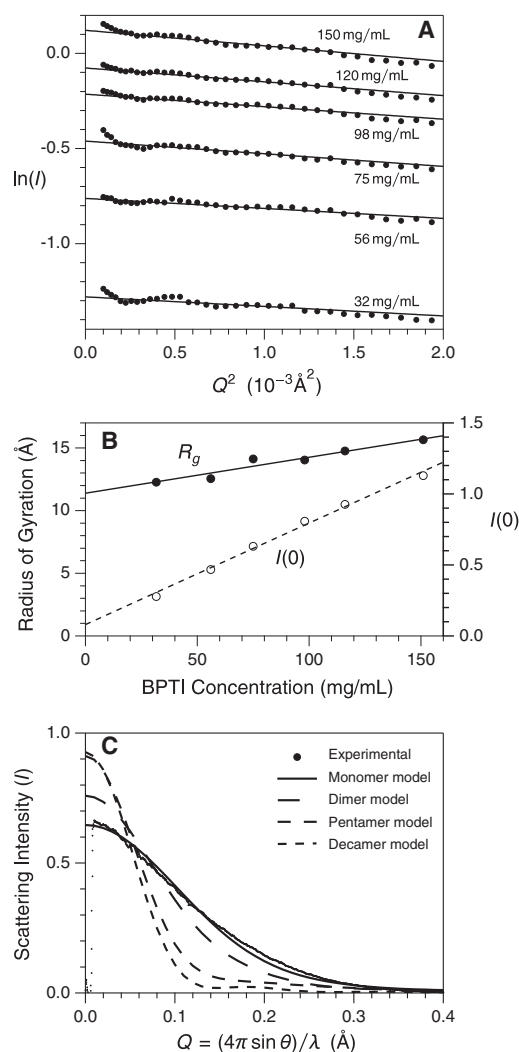 A
150 mg/mL
0.0
120 mg/mL
98 mg/mL
-0.5
75 mg/mL
ln(I)
56 mg/mL
-1.0
32 mg/mL
0.0 0.5 1.0 1.5 2.0
Q² (10⁻³Å²)
B
1.5
15
Rg
1.0
10
Radius of Gyration (Å)
I(0)
I(0)
0.5
5
0
0.0
0 50 100 150
BPTI Concentration (mg/mL)
1.0
C
Experimental
Monomer model
Dimer model
Pentamer model
Decamer model
Scattering Intensity (I)
0.5
0.0
0.0 0.1 0.2 0.3 0.4
Q = (4π sin θ)/λ (Å)